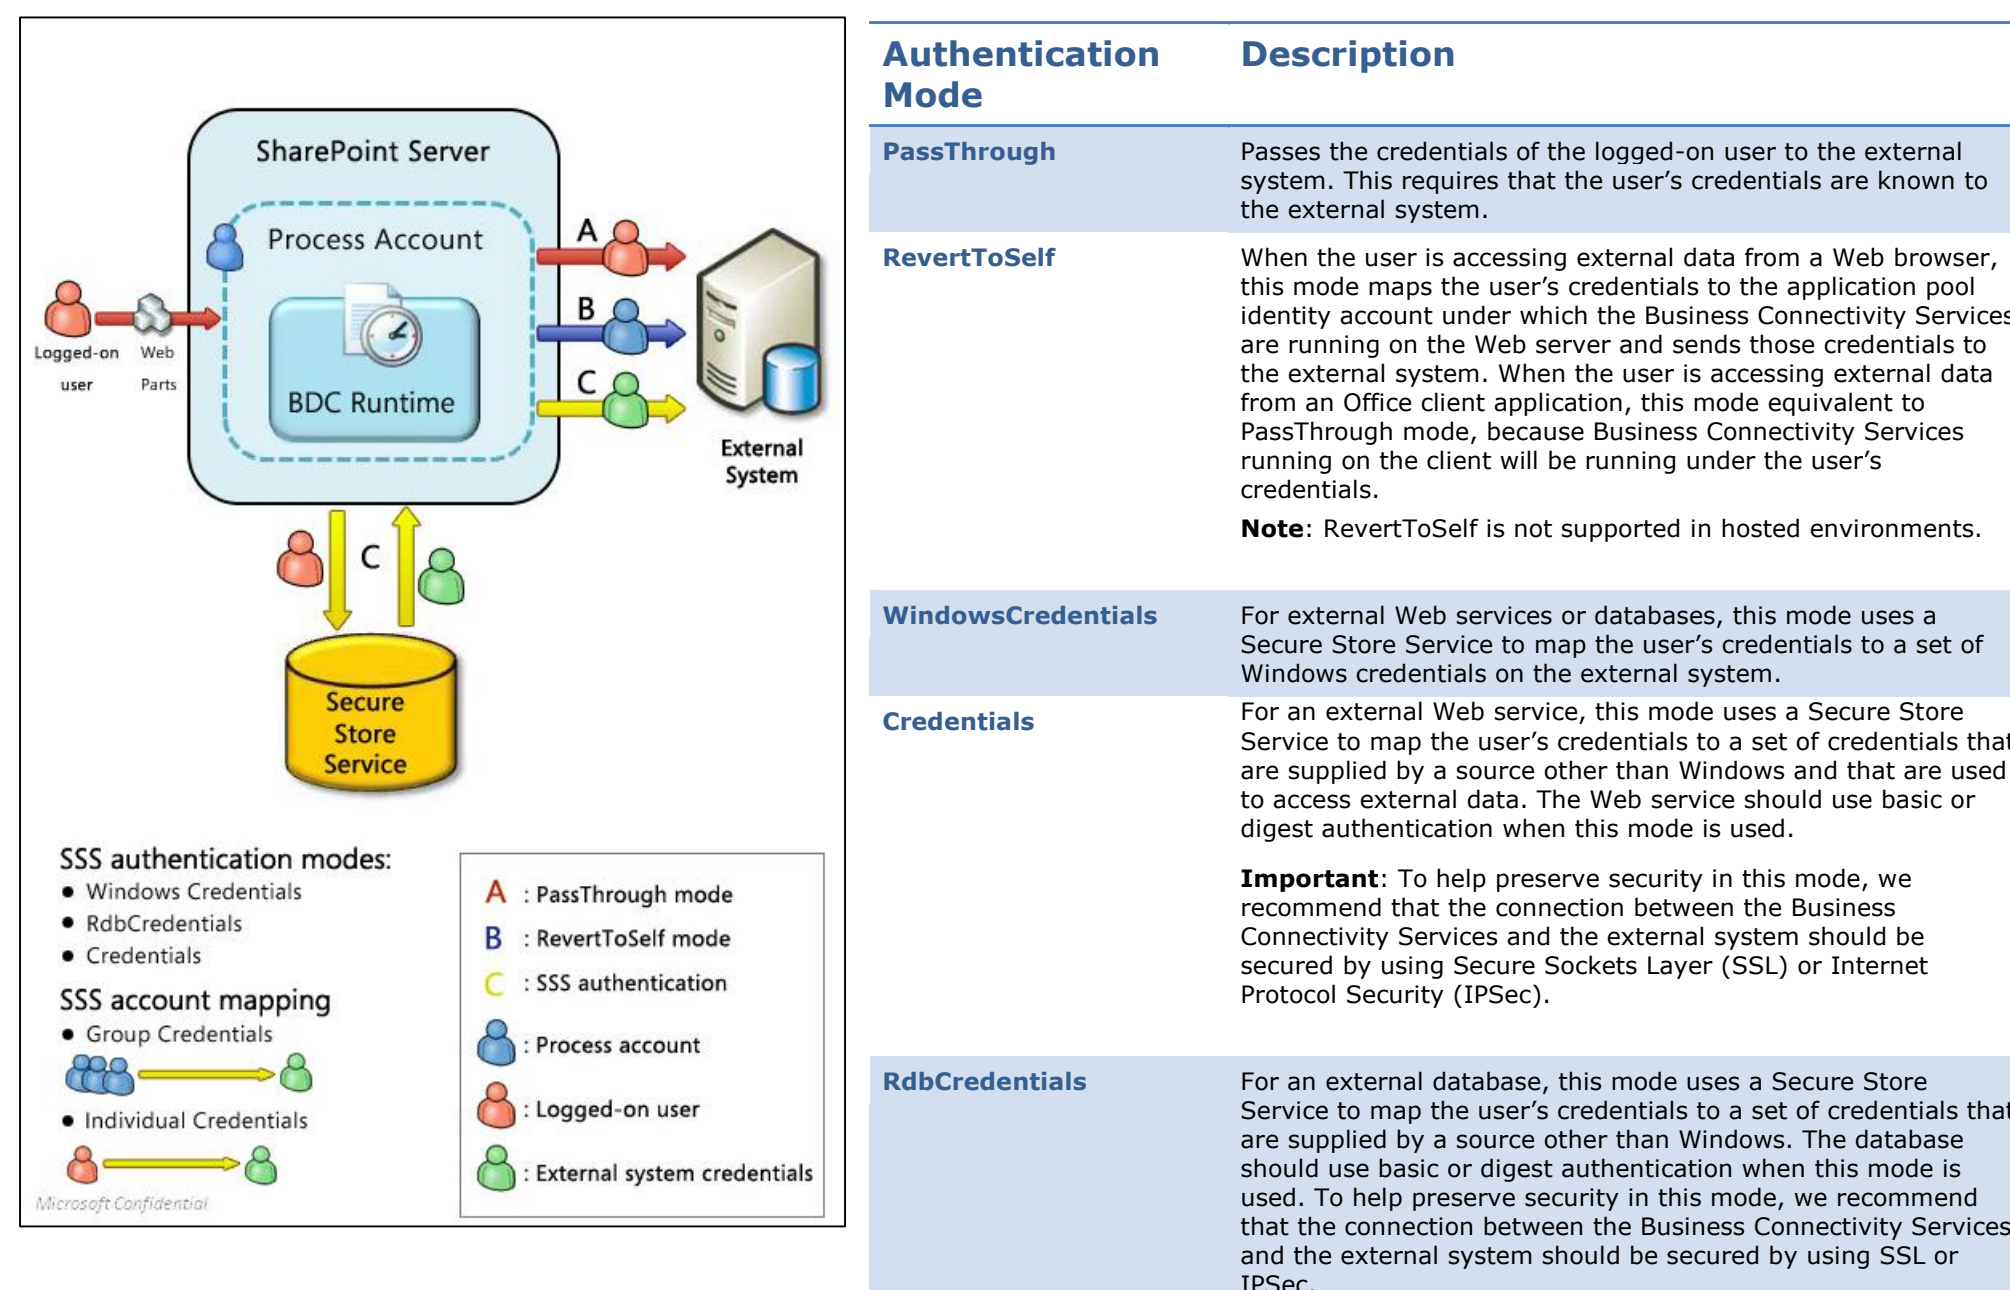 SharePoint Server
Process Account
BDC Runtime
Logged-on
user
Web
Parts
A
B
C
External
System
C
Secure
Store
Service
SSS authentication modes:
• Windows Credentials
• RdbCredentials
• Credentials
SSS account mapping
• Group Credentials
• Individual Credentials
Microsoft Confidential
A : PassThrough mode
B : RevertToSelf mode
C : SSS authentication
: Process account
: Logged-on user
: External system credentials
Authentication
Mode
Description
PassThrough
Passes the credentials of the logged-on user to the external
system. This requires that the user’s credentials are known to
the external system.
RevertToSelf
When the user is accessing external data from a Web browser,
this mode maps the user’s credentials to the application pool
identity account under which the Business Connectivity Services
are running on the Web server and sends those credentials to
the external system. When the user is accessing external data
from an Office client application, this mode equivalent to
PassThrough mode, because Business Connectivity Services
running on the client will be running under the user’s
credentials.
Note: RevertToSelf is not supported in hosted environments.
WindowsCredentials
For external Web services or databases, this mode uses a
Secure Store Service to map the user’s credentials to a set of
Windows credentials on the external system.
Credentials
For an external Web service, this mode uses a Secure Store
Service to map the user’s credentials to a set of credentials that
are supplied by a source other than Windows and that are used
to access external data. The Web service should use basic or
digest authentication when this mode is used.
Important: To help preserve security in this mode, we
recommend that the connection between the Business
Connectivity Services and the external system should be
secured by using Secure Sockets Layer (SSL) or Internet
Protocol Security (IPSec).
RdbCredentials
For an external database, this mode uses a Secure Store
Service to map the user’s credentials to a set of credentials that
are supplied by a source other than Windows. The database
should use basic or digest authentication when this mode is
used. To help preserve security in this mode, we recommend
that the connection between the Business Connectivity Services
and the external system should be secured by using SSL or
IPSec.